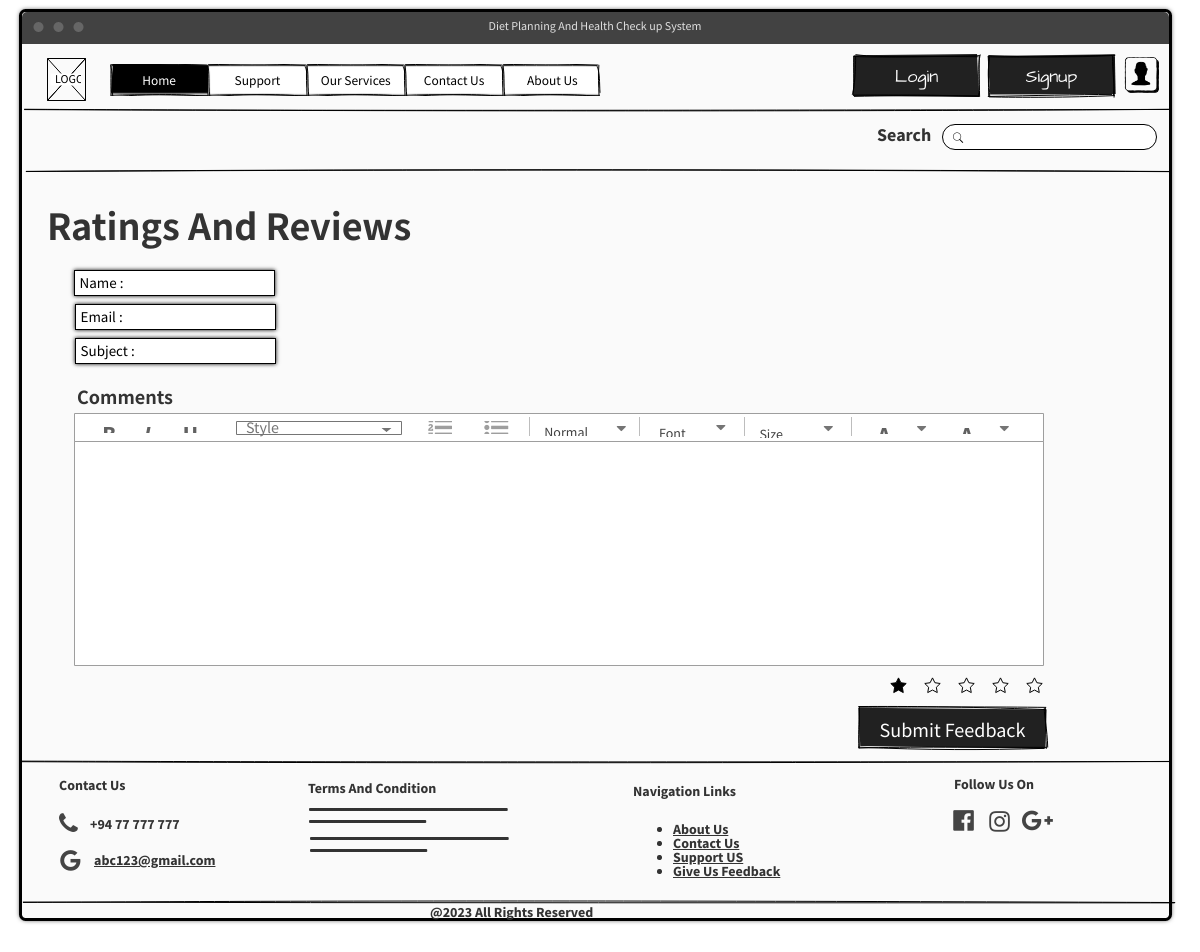 Diet Planning And Health Check up System
LOGC
Home Support Our Services Contact Us About Us Login Signup
Search
Ratings And Reviews
Name :
Email :
Subject :
Comments
B I U Style Normal Font Size A A
Submit Feedback
Contact Us
+94 77 777 777
abc123@gmail.com
Terms And Condition
Navigation Links
About Us
Contact Us
Support US
Give Us Feedback
Follow Us On
@2023 All Rights Reserved